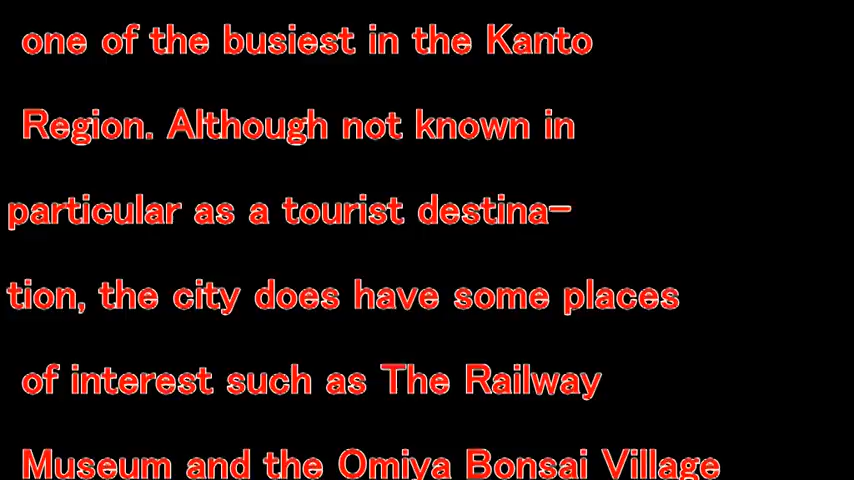 one of the busiest in the Kanto
Region. Although not known in
particular as a tourist destina-
tion, the city does have some places
of interest such as The Railway
Museum and the Omiya Bonsai Village